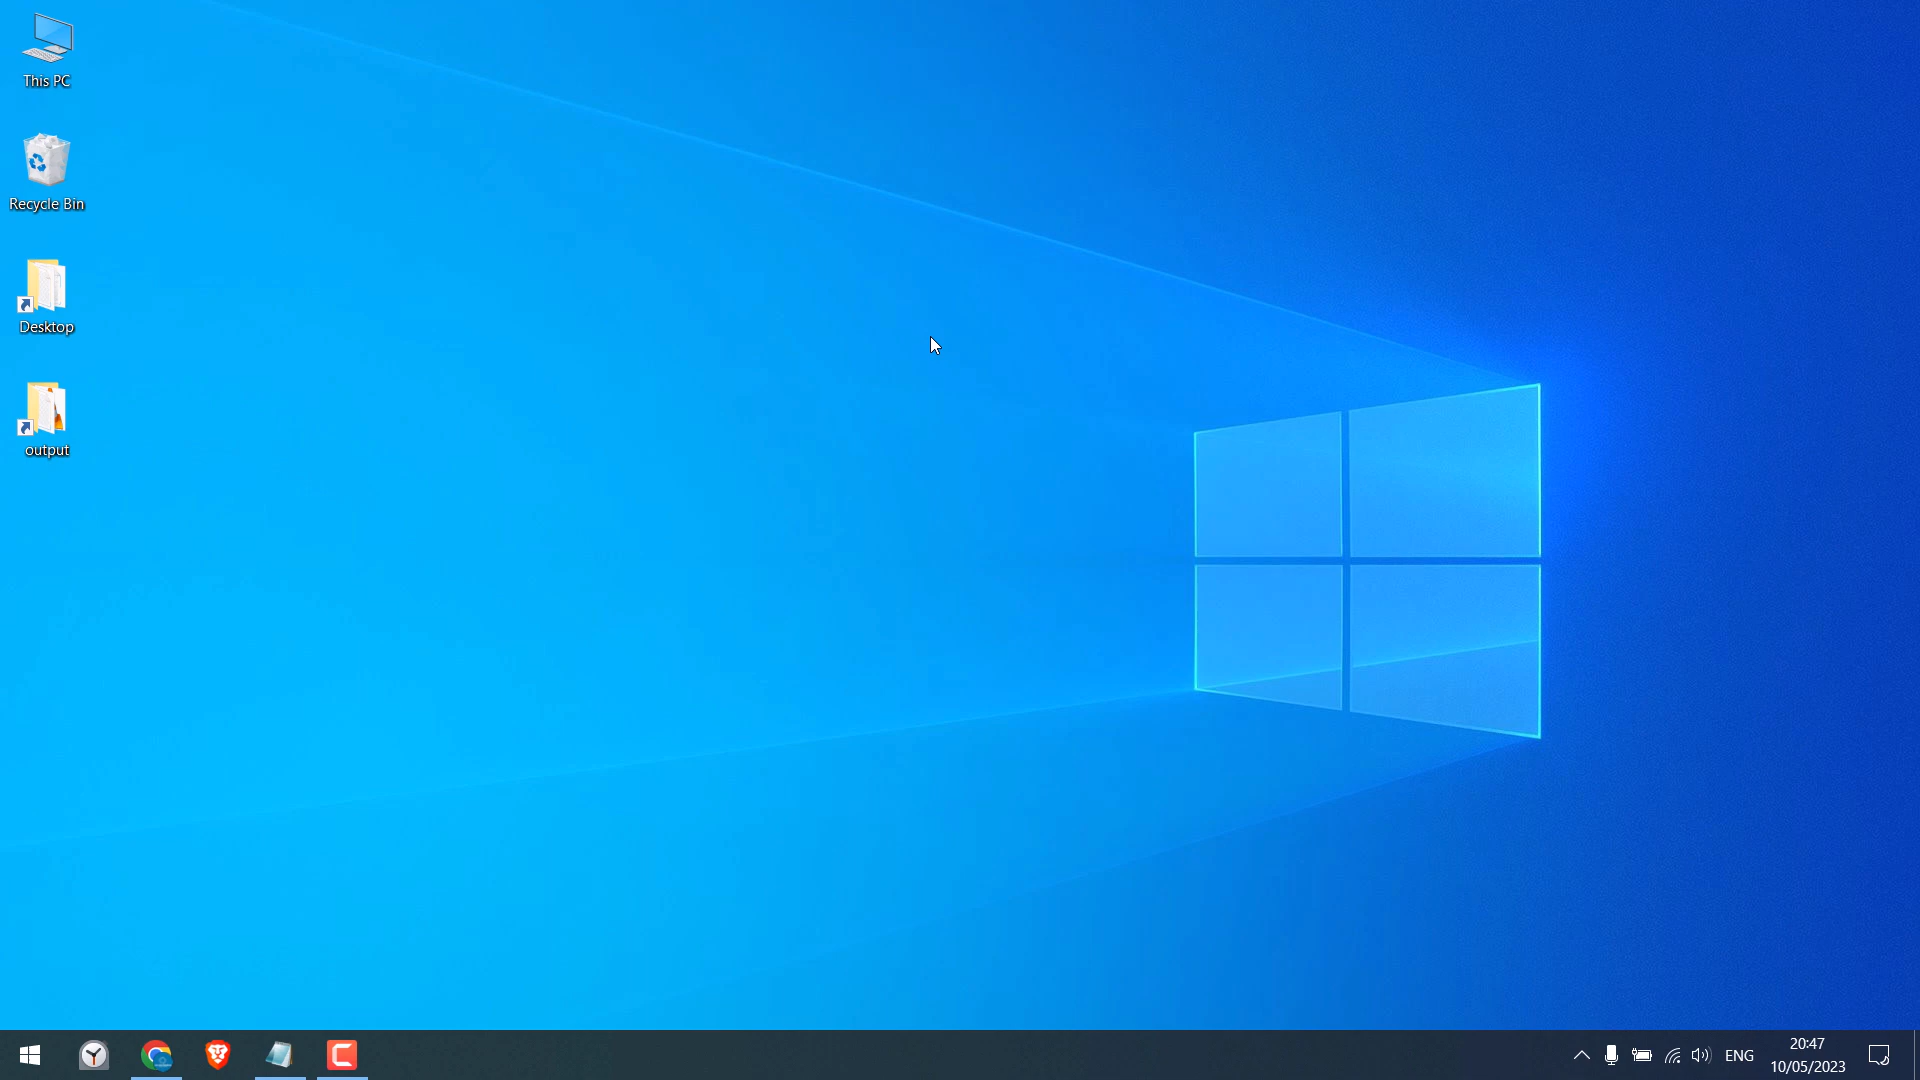 This PC
Recycle Bin
Desktop
output
ENG
20:47
10/05/2023